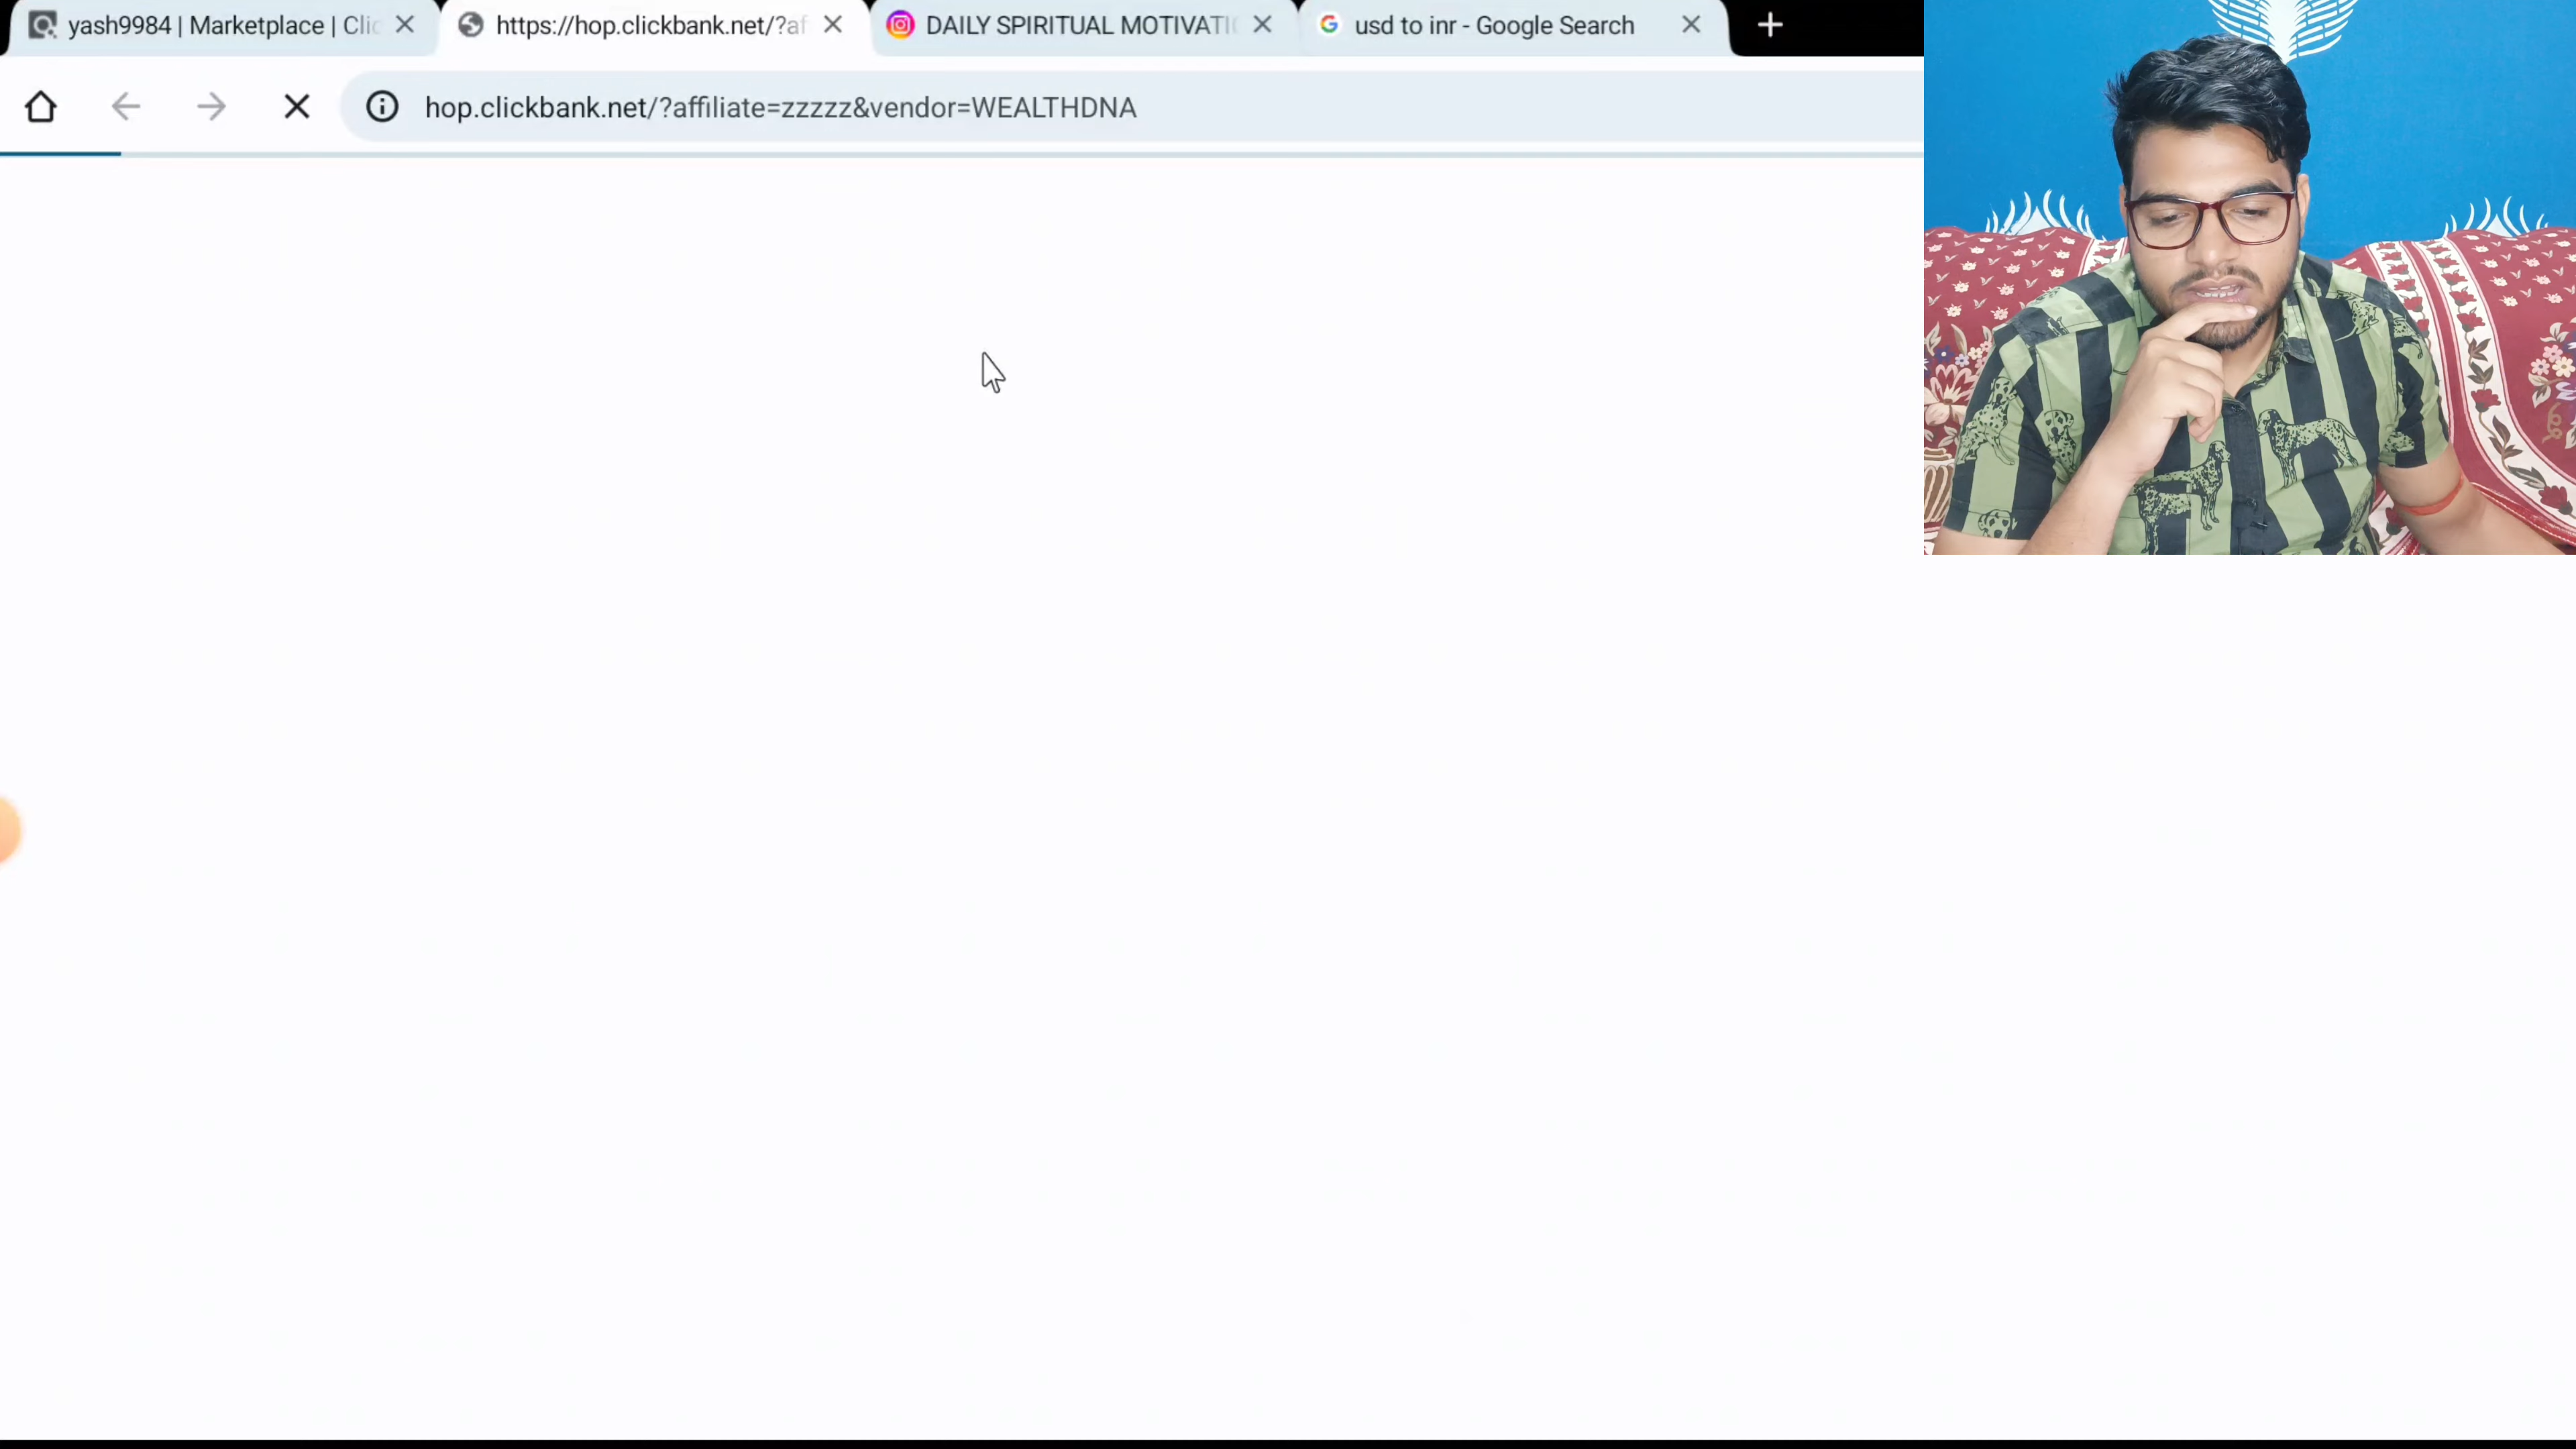 yash9984 | Marketplace | Clic
https://hop.clickbank.net/?af
DAILY SPIRITUAL MOTIVATI
usd to inr - Google Search
hop.clickbank.net/?affiliate=zzzzz&vendor=WEALTHDNA